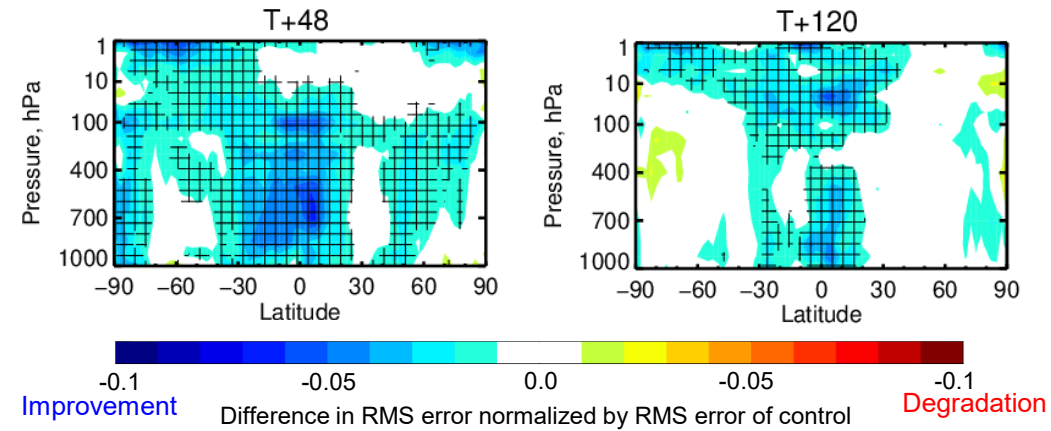 T+48
T+120
Pressure, hPa
1
10
100
400
700
1000
−90 −60 −30 0 30 60 90
Latitude
Pressure, hPa
1
10
100
400
700
1000
−90 −60 −30 0 30 60 90
Latitude
-0.1 -0.05 0.0 -0.05 -0.1
Improvement Difference in RMS error normalized by RMS error of control Degradation